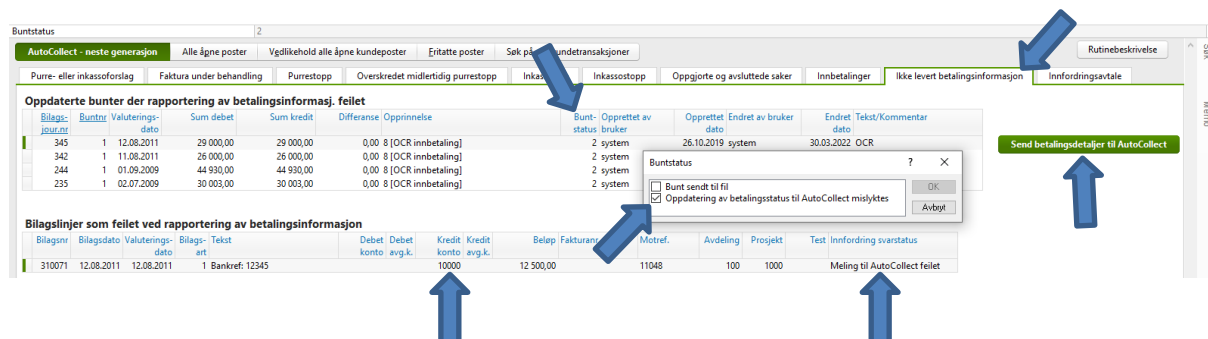 Buntstatus 2
AutoCollect - neste generasjon Alle åpne poster Vedlikehold alle åpne kundeposter Fritatte poster Søk på undetransaksjoner Rutinebeskrivelse
Purre- eller inkassoforslag Faktura under behandling Purrestopp Overskredet midlertidig purrestopp Inkas Inkassostopp Oppgjorte og avsluttede saker Innbetalinger Ikke levert betalingsinformasjon Innfordringsavtale
Oppdaterte bunter der rapportering av betalingsinformasj. feilet
Bilags- Buntnr Valuterings- Sum debet Sum kredit Differanse Opprinnelse Bunt- Opprettet av Opprettet Endret av bruker Endret Tekst/Kommentar
jour.nr dato status bruker dato dato
345 1 12.08.2011 29 000,00 29 000,00 0,00 8 [OCR innbetaling] 2 system 26.10.2019 system 30.03.2022 OCR
342 1 11.08.2011 26 000,00 26 000,00 0,00 8 [OCR innbetaling] 2 system
244 1 01.09.2009 44 930,00 44 930,00 0,00 8 [OCR innbetaling] 2 system
235 1 02.07.2009 30 003,00 30 003,00 0,00 8 [OCR innbetaling] 2 system
Send betalingsdetaljer til AutoCollect
Buntstatus ? ×
Bunt sendt til fil OK
Oppdatering av betalingsstatus til AutoCollect mislyktes
Avbryt
Bilagslinjer som feilet ved rapportering av betalingsinformasjon
Bilagsnr Bilagsdato Valuterings- Bilags- Tekst Debet Debet Kredit Kredit Beløp Fakturanr Motref. Avdeling Prosjekt Test Innfordring svarstatus
dato art konto avg.k. konto avg.k.
310071 12.08.2011 12.08.2011 1 Bankref: 12345 10000 12 500,00 11048 100 1000 Meling til AutoCollect feilet
Søk
Menu